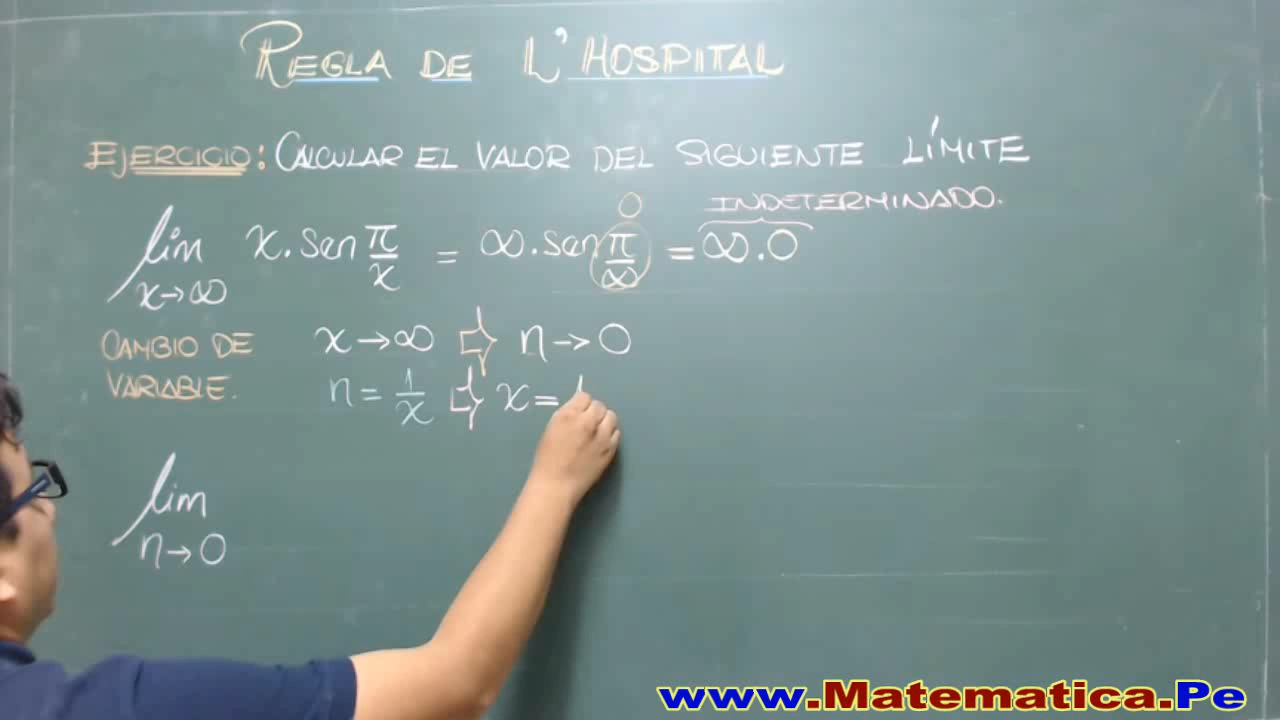 REGLA DE L'HOSPITAL
EJERCICIO: CALCULAR EL VALOR DEL SIGUIENTE LÍMITE
0 INDETERMINADO.
lim x→∞ x.sen π/x = ∞.sen π/∞ = ∞.0
CAMBIO DE x→∞ ⇨ n→0
VARIABLE. n = 1/x ⇨ x =
lim n→0
www.Matematica.Pe